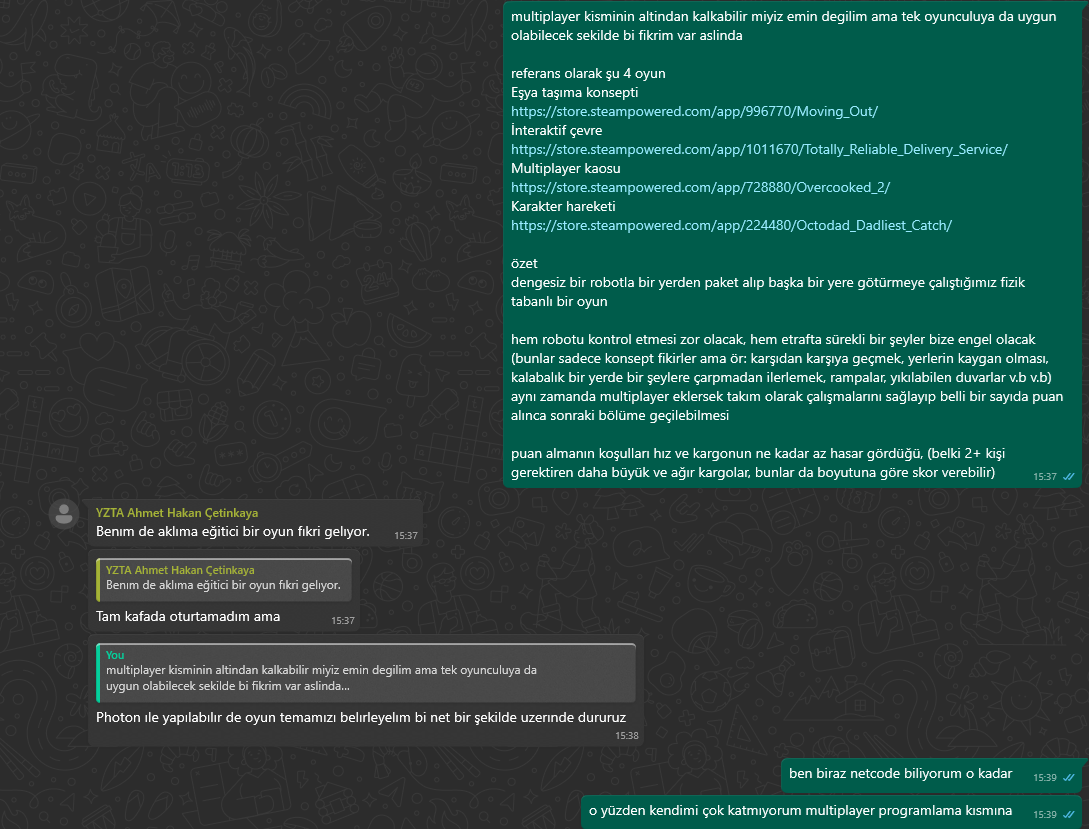 multiplayer kisminin altindan kalkabilir miyiz emin degilim ama tek oyunculuya da uygun
olabilecek sekilde bi fikrim var aslinda
referans olarak şu 4 oyun
Eşya taşıma konsepti
https://store.steampowered.com/app/996770/Moving_Out/
İnteraktif çevre
https://store.steampowered.com/app/1011670/Totally_Reliable_Delivery_Service/
Multiplayer kaosu
https://store.steampowered.com/app/728880/Overcooked_2/
Karakter hareketi
https://store.steampowered.com/app/224480/Octodad_Dadliest_Catch/
özet
dengesiz bir robotla bir yerden paket alıp başka bir yere götürmeye çalıştığımız fizik
tabanlı bir oyun
hem robotu kontrol etmesi zor olacak, hem etrafta sürekli bir şeyler bize engel olacak
(bunlar sadece konsept fikirler ama ör: karşıdan karşıya geçmek, yerlerin kaygan olması,
kalabalık bir yerde bir şeylere çarpmadan ilerlemek, rampalar, yıkılabilen duvarlar v.b v.b)
aynı zamanda multiplayer eklersek takım olarak çalışmalarını sağlayıp belli bir sayıda puan
alınca sonraki bölüme geçilebilmesi
puan almanın koşulları hız ve kargonun ne kadar az hasar gördüğü, (belki 2+ kişi
gerektiren daha büyük ve ağır kargolar, bunlar da boyutuna göre skor verebilir)
15:37
YZTA Ahmet Hakan Çetinkaya
Benım de aklıma eğitici bir oyun fıkri gelıyor.
15:37
YZTA Ahmet Hakan Çetinkaya
Benım de aklıma eğitici bir oyun fıkri gelıyor.
Tam kafada oturtamadım ama
15:37
You
multiplayer kisminin altindan kalkabilir miyiz emin degilim ama tek oyunculuya da
uygun olabilecek sekilde bi fikrim var aslinda...
Photon ıle yapılabılır de oyun temamızı belırleyelım bi net bir şekilde uzerınde dururuz
15:38
ben biraz netcode biliyorum o kadar
15:39
o yüzden kendimi çok katmıyorum multiplayer programlama kısmına
15:39